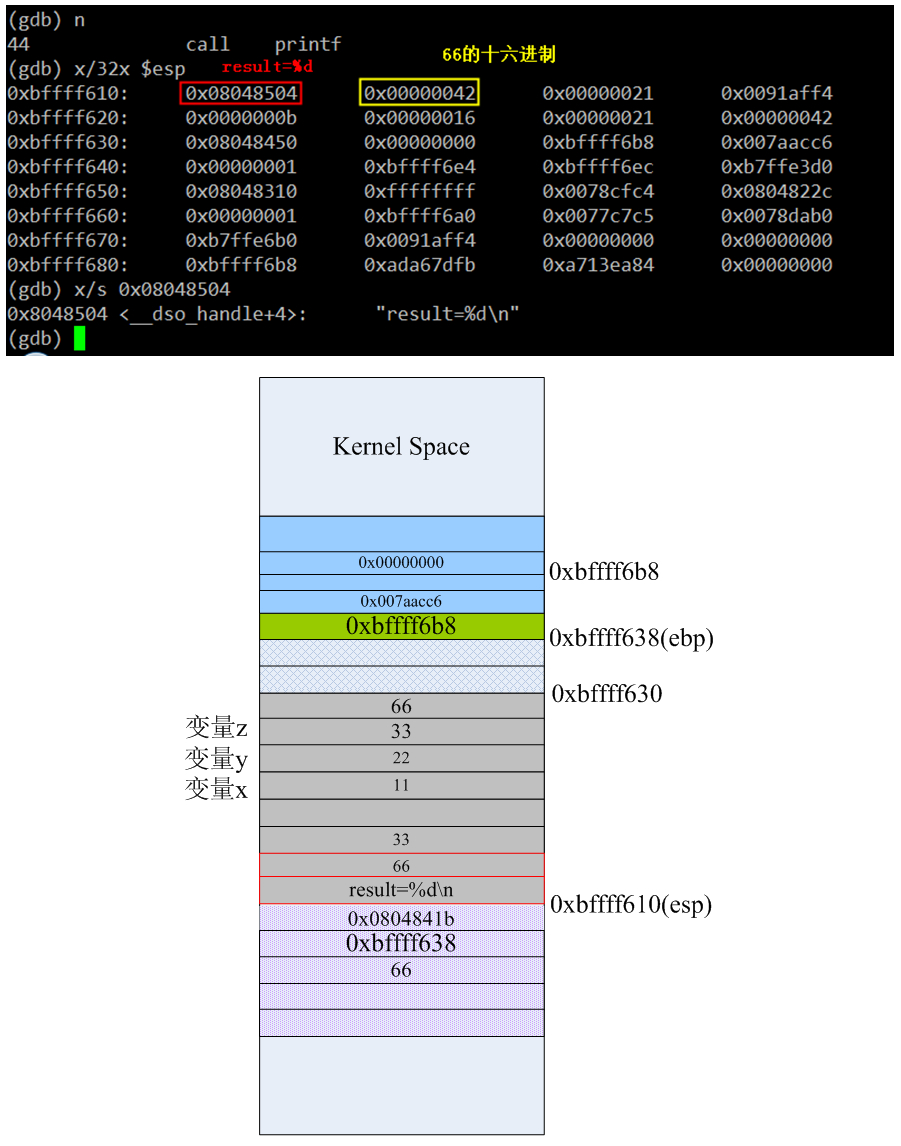 (gdb) n
44 call printf
66的十六进制
(gdb) x/32x $esp result=%d
0xbffff610: 0x08048504 0x00000042 0x00000021 0x0091aff4
0xbffff620: 0x0000000b 0x00000016 0x00000021 0x00000042
0xbffff630: 0x08048450 0x00000000 0xbffff6b8 0x007aacc6
0xbffff640: 0x00000001 0xbffff6e4 0xbffff6ec 0xb7ffe3d0
0xbffff650: 0x08048310 0xffffffff 0x0078cfc4 0x0804822c
0xbffff660: 0x00000001 0xbffff6a0 0x0077c7c5 0x0078dab0
0xbffff670: 0xb7ffe6b0 0x0091aff4 0x00000000 0x00000000
0xbffff680: 0xbffff6b8 0xada67dfb 0xa713ea84 0x00000000
(gdb) x/s 0x08048504
0x8048504 <__dso_handle+4>: "result=%d\n"
(gdb)
Kernel Space
0x00000000
0xbffff6b8
0x007aacc6
0xbffff6b8
0xbffff638(ebp)
0xbffff630
66
变量z 33
变量y 22
变量x 11
33
66
result=%d\n
0xbffff610(esp)
0x0804841b
0xbffff638
66